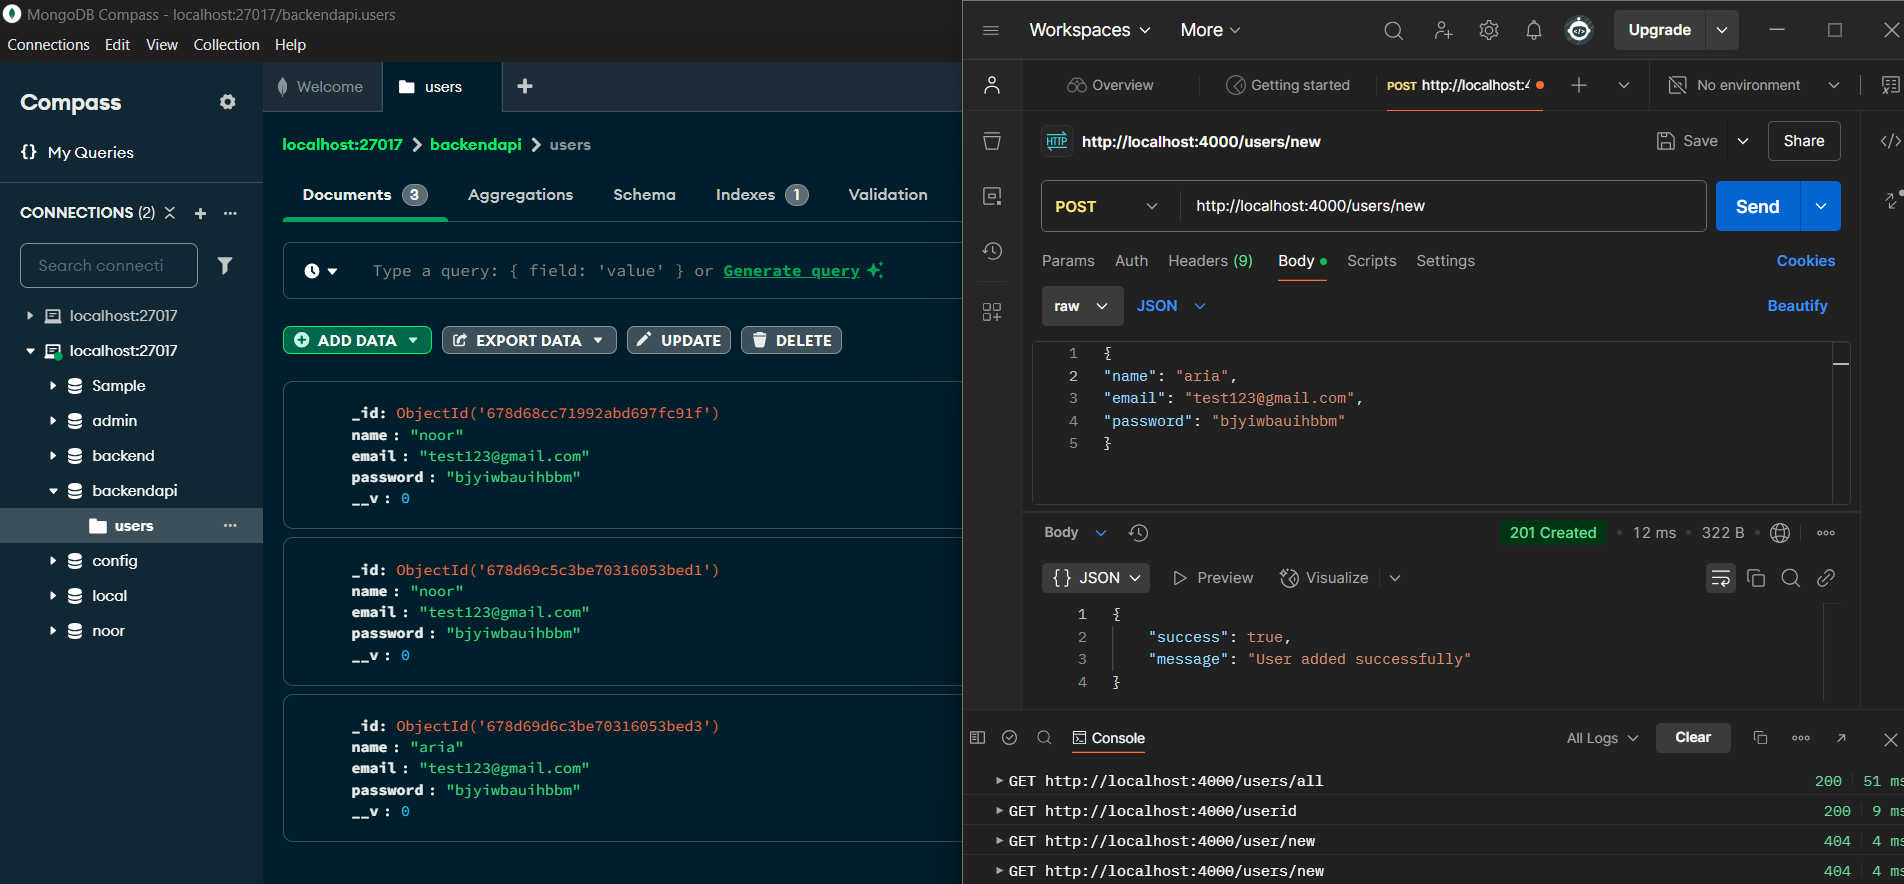 MongoDB Compass - localhost:27017/backendapi.users
Connections Edit View Collection Help
Compass
{} My Queries
CONNECTIONS (2)
Search connecti
localhost:27017
localhost:27017
Sample
admin
backend
backendapi
users
config
local
noor
Welcome
users
localhost:27017 > backendapi > users
Documents 3 Aggregations Schema Indexes 1 Validation
Type a query: { field: 'value' } or Generate query
ADD DATA EXPORT DATA UPDATE DELETE
_id: ObjectId('678d68cc71992abd697fc91f')
name : "noor"
email : "test123@gmail.com"
password : "bjyiwbauihbbm"
__v : 0
_id: ObjectId('678d69c5c3be70316053bed1')
name : "noor"
email : "test123@gmail.com"
password : "bjyiwbauihbbm"
__v : 0
_id: ObjectId('678d69d6c3be70316053bed3')
name : "aria"
email : "test123@gmail.com"
password : "bjyiwbauihbbm"
__v : 0
Workspaces More Upgrade
Overview Getting started POST http://localhost:4 No environment
HTTP http://localhost:4000/users/new Save Share
POST http://localhost:4000/users/new Send
Params Auth Headers (9) Body Scripts Settings Cookies
raw JSON Beautify
1 {
2 "name": "aria",
3 "email": "test123@gmail.com",
4 "password": "bjyiwbauihbbm"
5 }
Body 201 Created 12 ms 322 B
{} JSON Preview Visualize
1 {
2 "success": true,
3 "message": "User added successfully"
4 }
Console All Logs Clear
GET http://localhost:4000/users/all 200 51 ms
GET http://localhost:4000/userid 200 9 ms
GET http://localhost:4000/user/new 404 4 ms
GET http://localhost:4000/users/new 404 4 ms